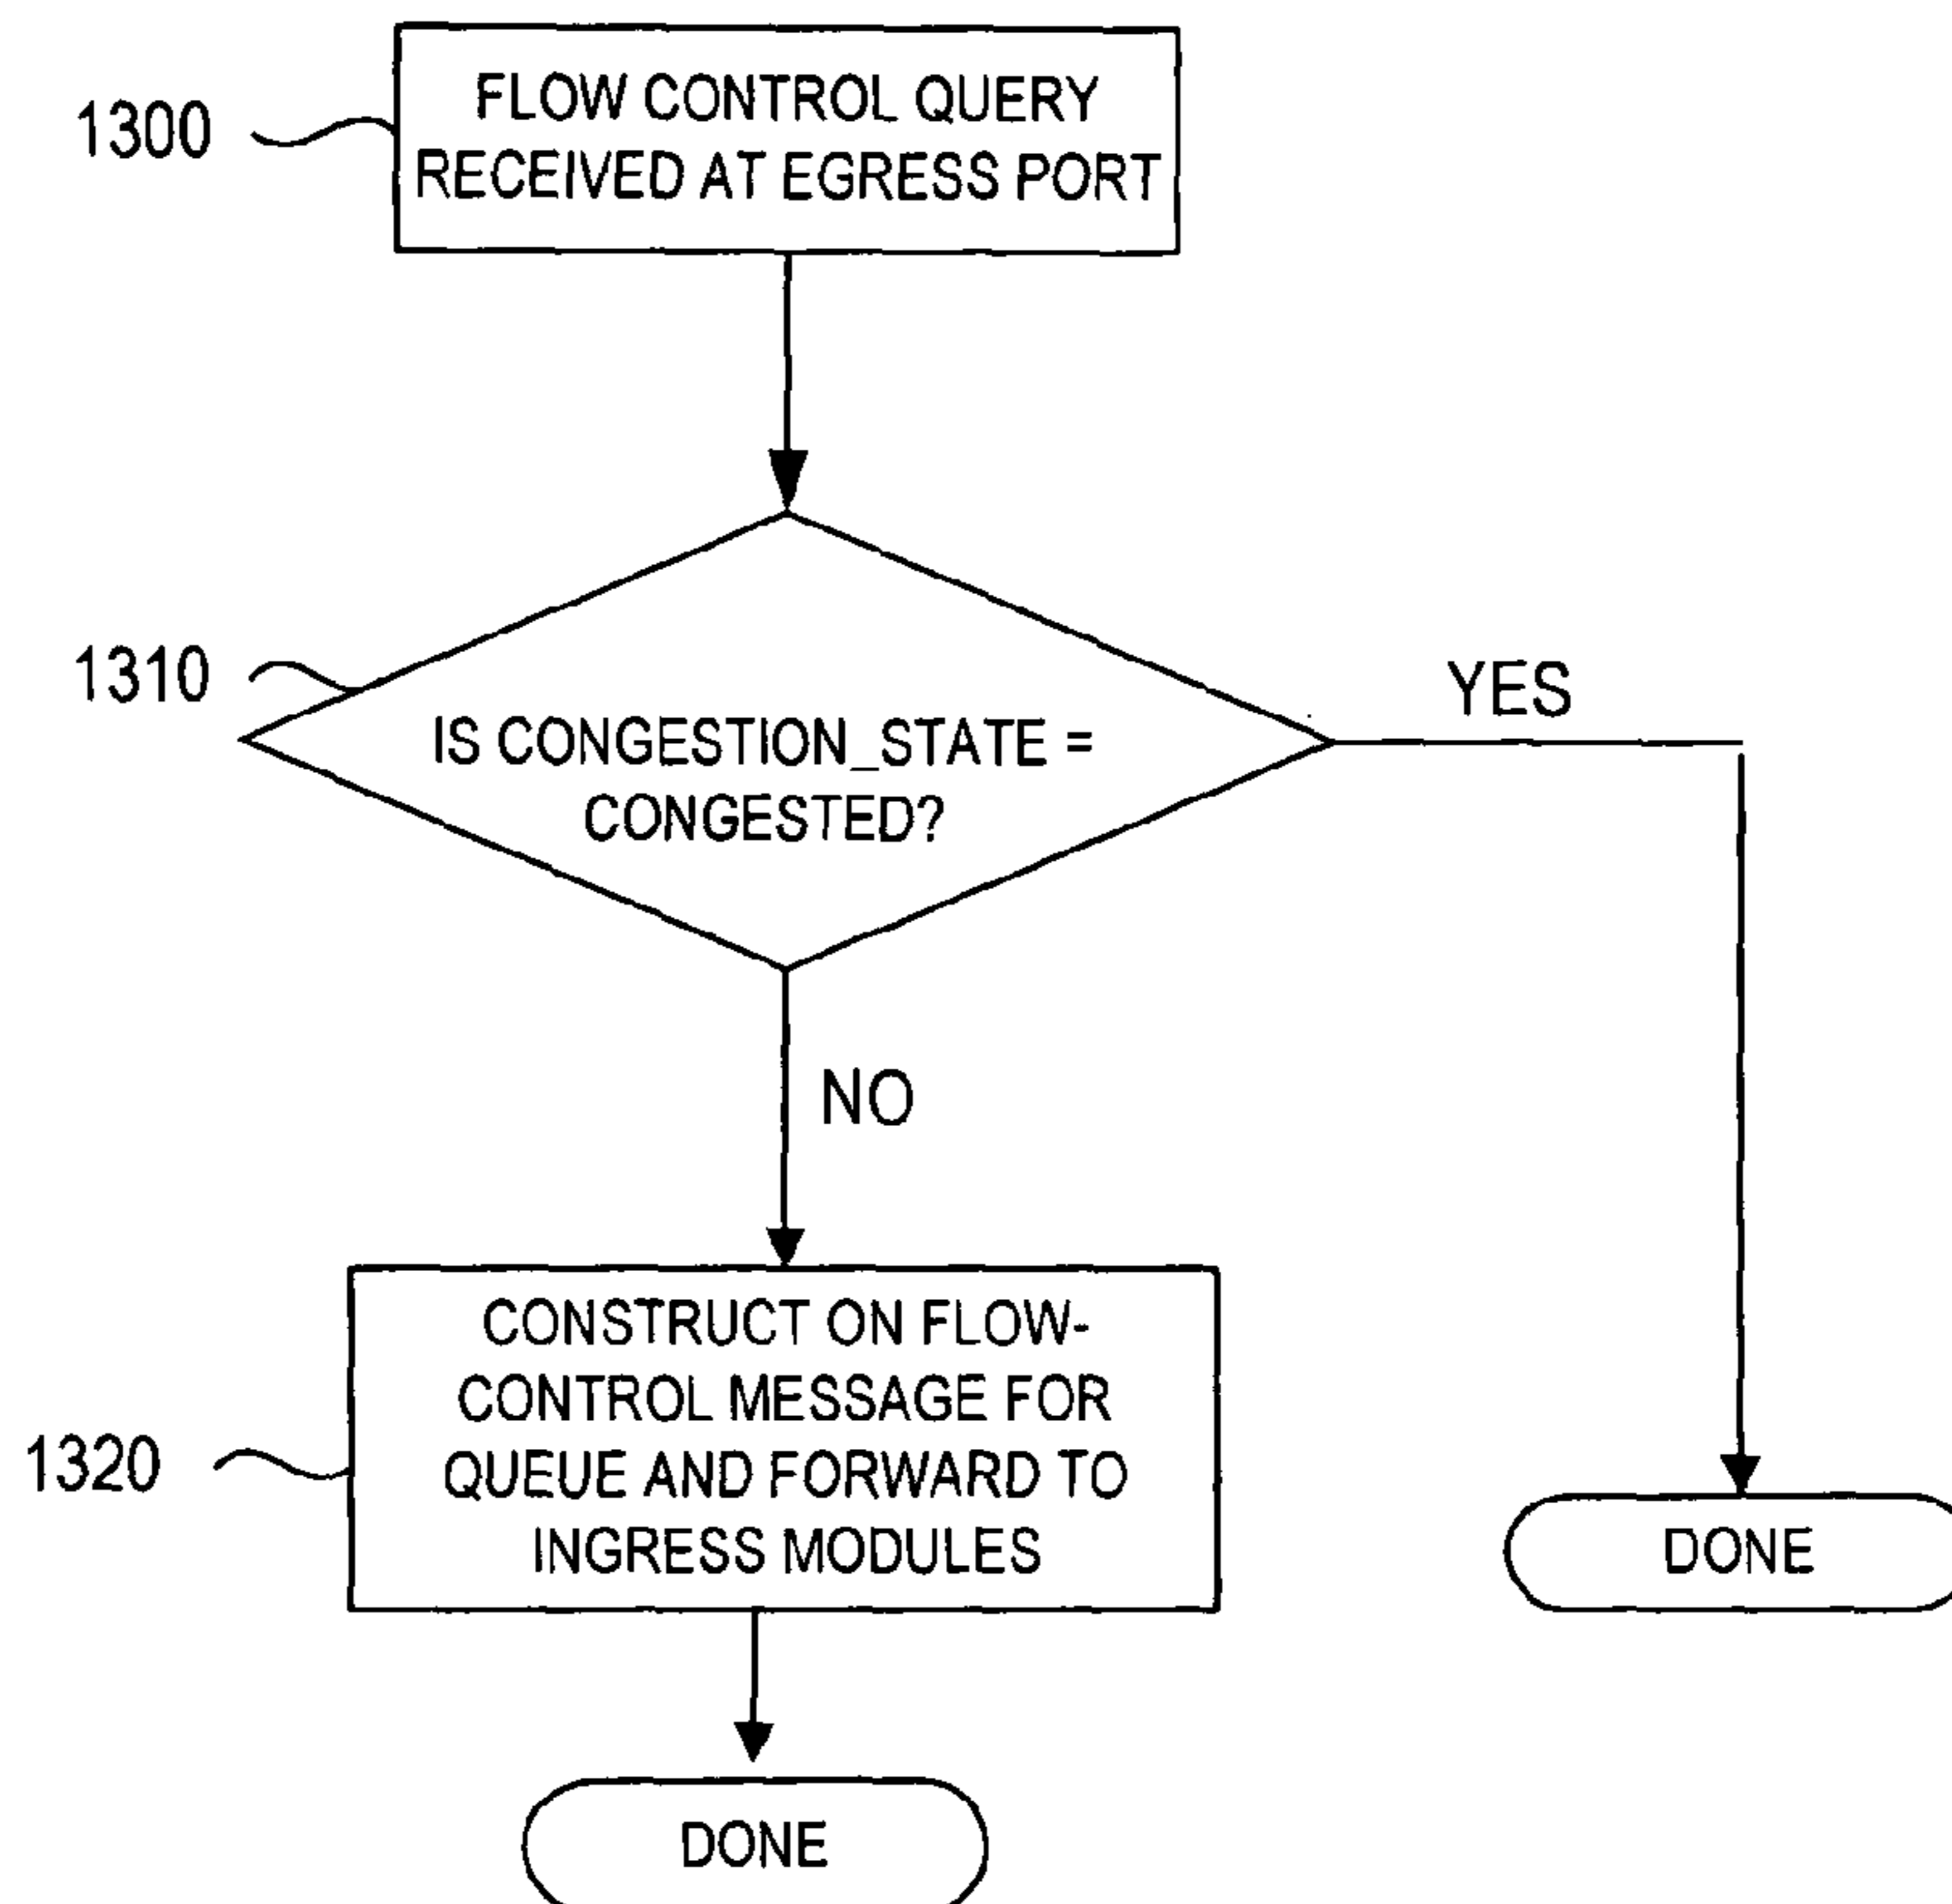 1300
FLOW CONTROL QUERY
RECEIVED AT EGRESS PORT
1310
IS CONGESTION_STATE =
CONGESTED?
YES
NO
1320
CONSTRUCT ON FLOW-
CONTROL MESSAGE FOR
QUEUE AND FORWARD TO
INGRESS MODULES
DONE
DONE